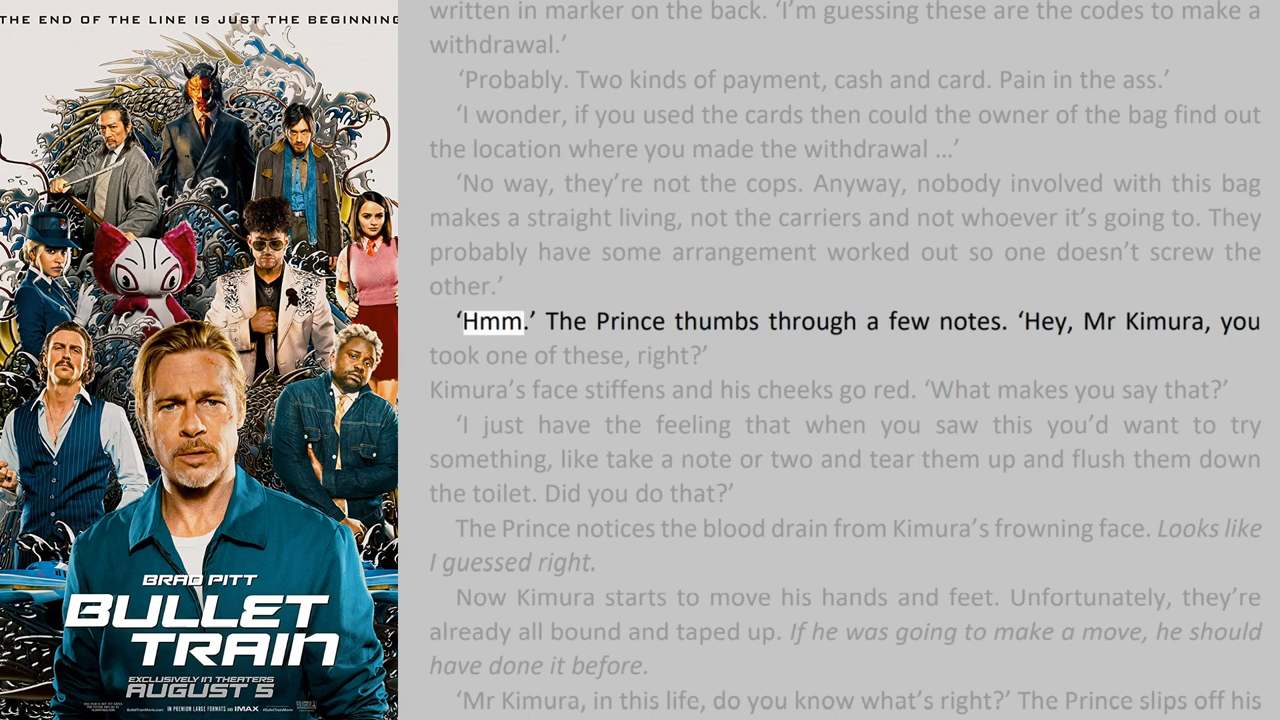 THE END OF THE LINE IS JUST THE BEGINNING
BRAD PITT
BULLET
TRAIN
EXCLUSIVELY IN THEATERS
AUGUST 5
BulletTrainMovie.com
IN PREMIUM LARGE FORMATS AND IMAX
#BulletTrainMovie
written in marker on the back. ‘I’m guessing these are the codes to make a
withdrawal.’
‘Probably. Two kinds of payment, cash and card. Pain in the ass.’
‘I wonder, if you used the cards then could the owner of the bag find out
the location where you made the withdrawal ...’
‘No way, they’re not the cops. Anyway, nobody involved with this bag
makes a straight living, not the carriers and not whoever it’s going to. They
probably have some arrangement worked out so one doesn’t screw the
other.’
‘Hmm.’ The Prince thumbs through a few notes. ‘Hey, Mr Kimura, you
took one of these, right?’
Kimura’s face stiffens and his cheeks go red. ‘What makes you say that?’
‘I just have the feeling that when you saw this you’d want to try
something, like take a note or two and tear them up and flush them down
the toilet. Did you do that?’
The Prince notices the blood drain from Kimura’s frowning face. Looks like
I guessed right.
Now Kimura starts to move his hands and feet. Unfortunately, they’re
already all bound and taped up. If he was going to make a move, he should
have done it before.
‘Mr Kimura, in this life, do you know what’s right?’ The Prince slips off his